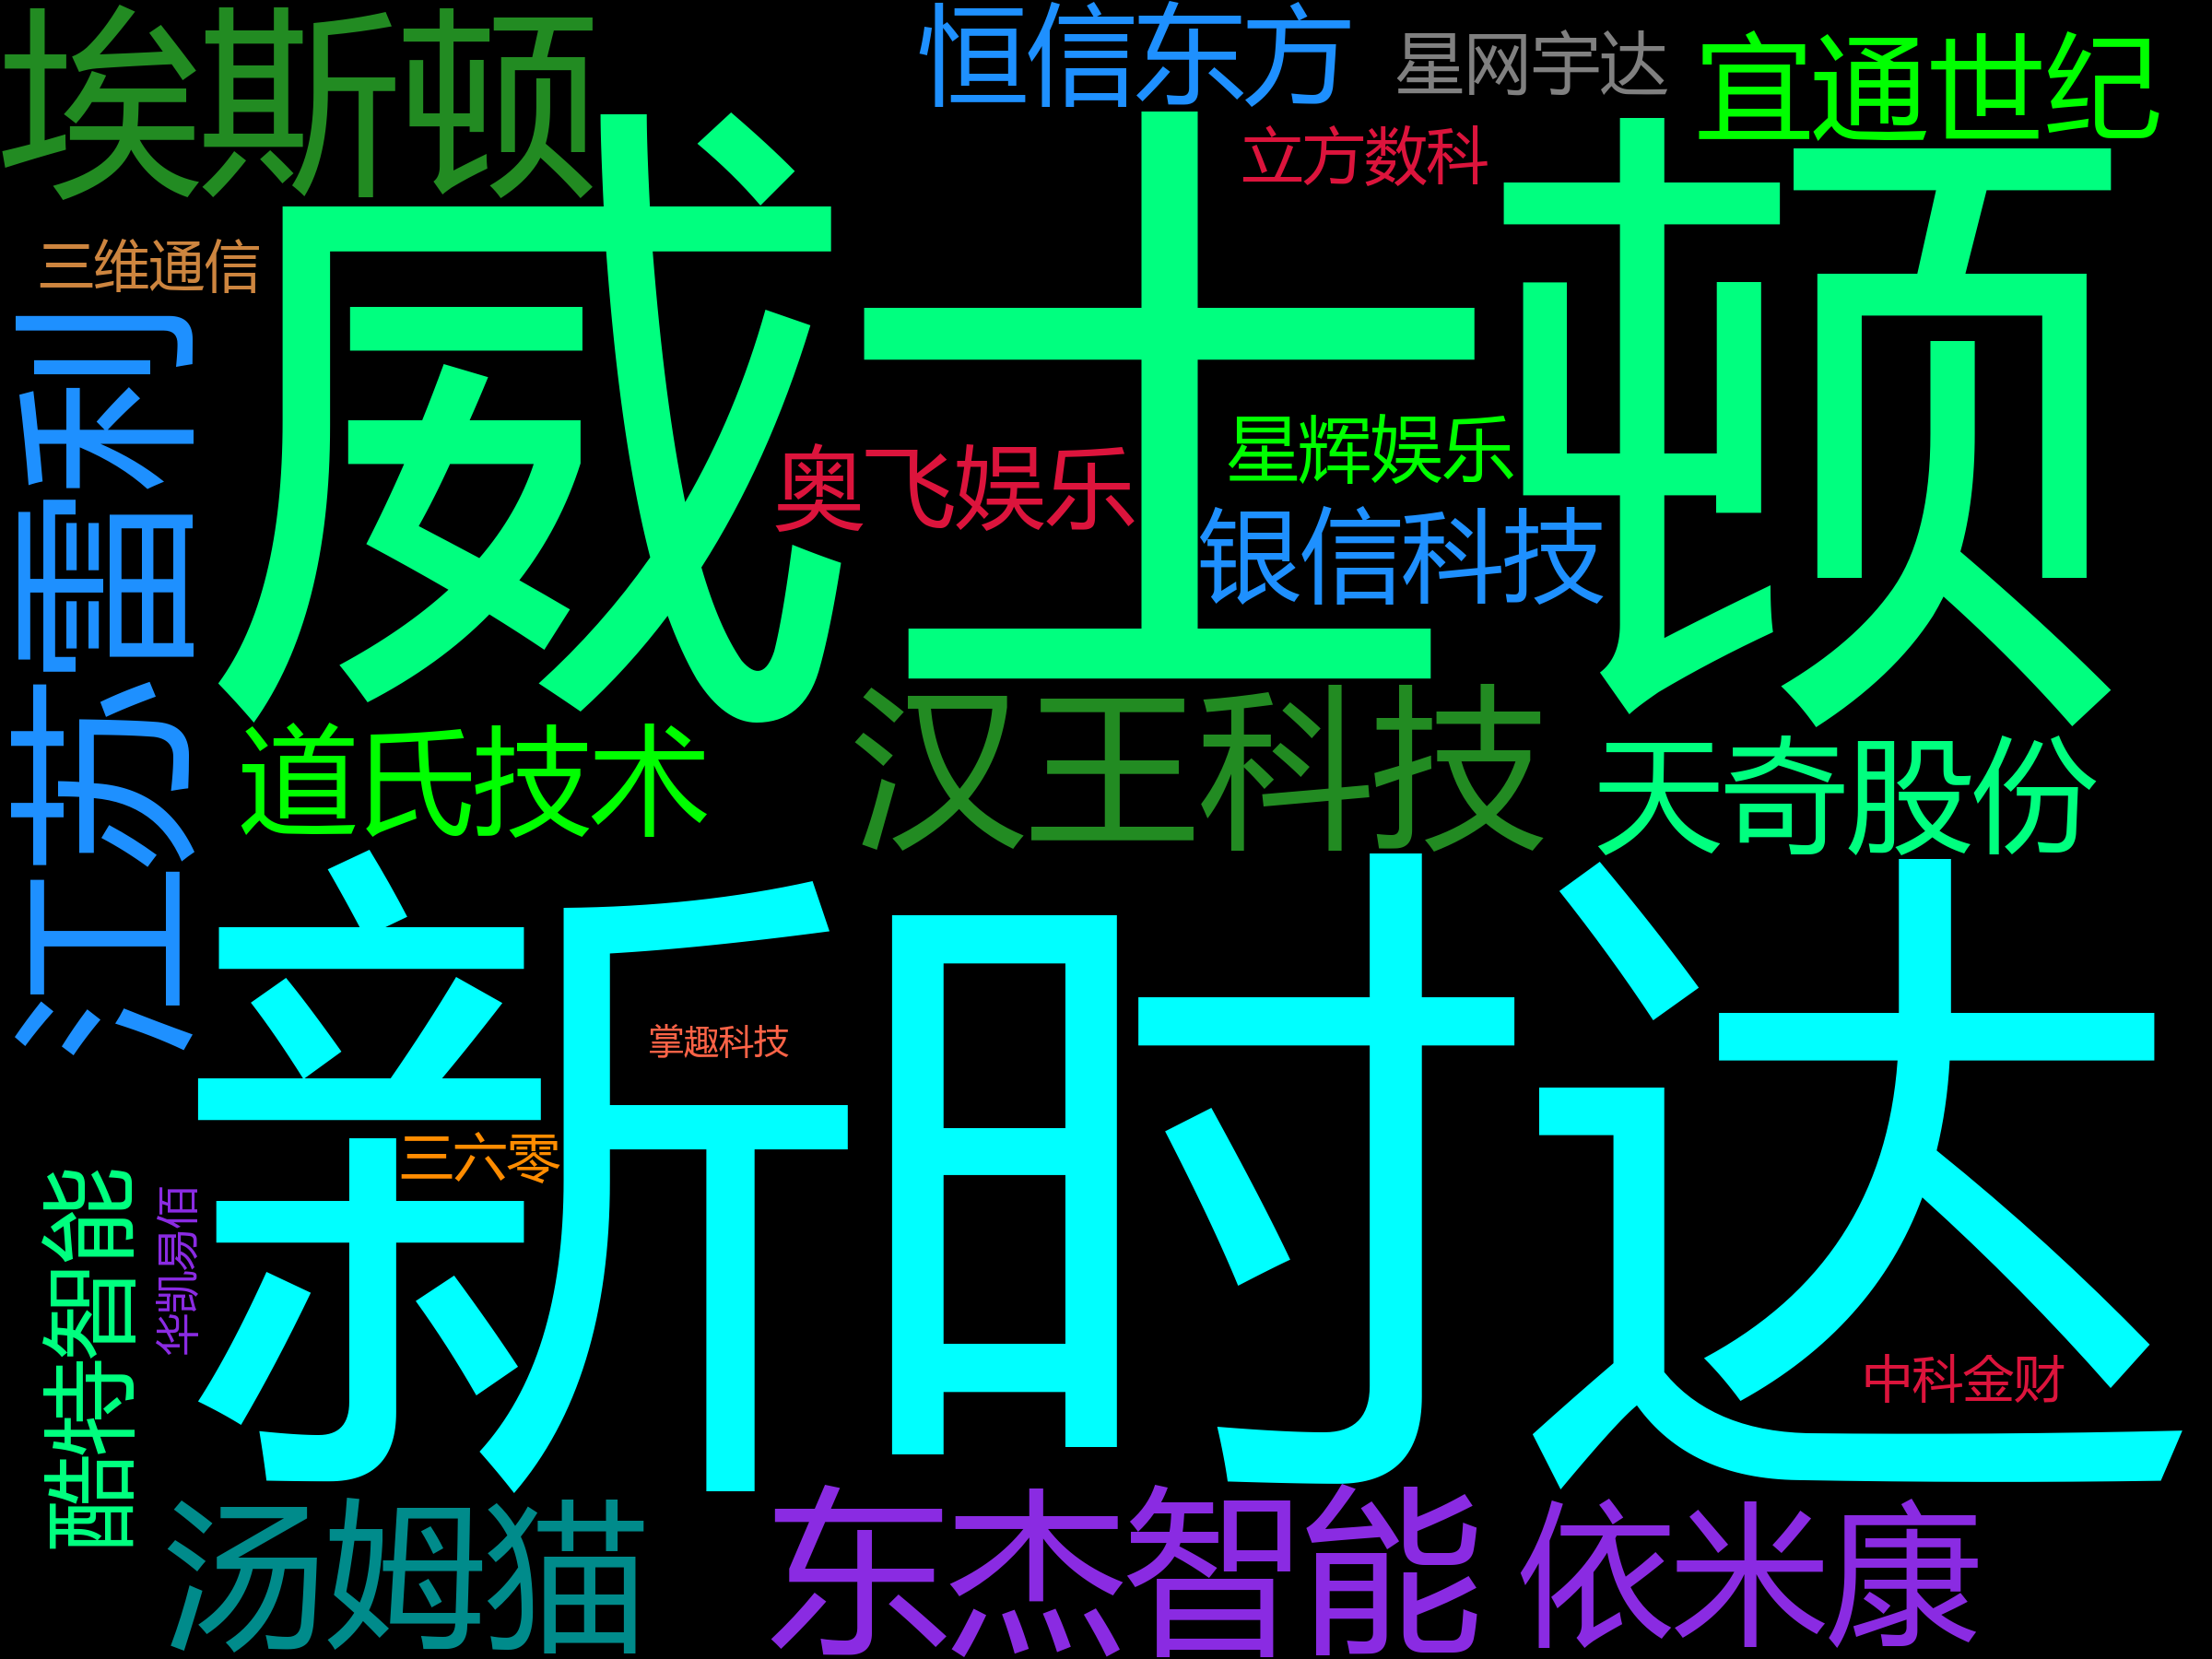 埃斯顿
恒信东方
星网宇达
宜通世纪
立方数科
三维通信
威士顿
江苏雷利
奥飞娱乐
星辉娱乐
银信科技
道氏技术
汉王科技
天奇股份
新时达
掌趣科技
三六零
酷特智能
华凯易佰
中科金财
汤姆猫
东杰智能
依米康